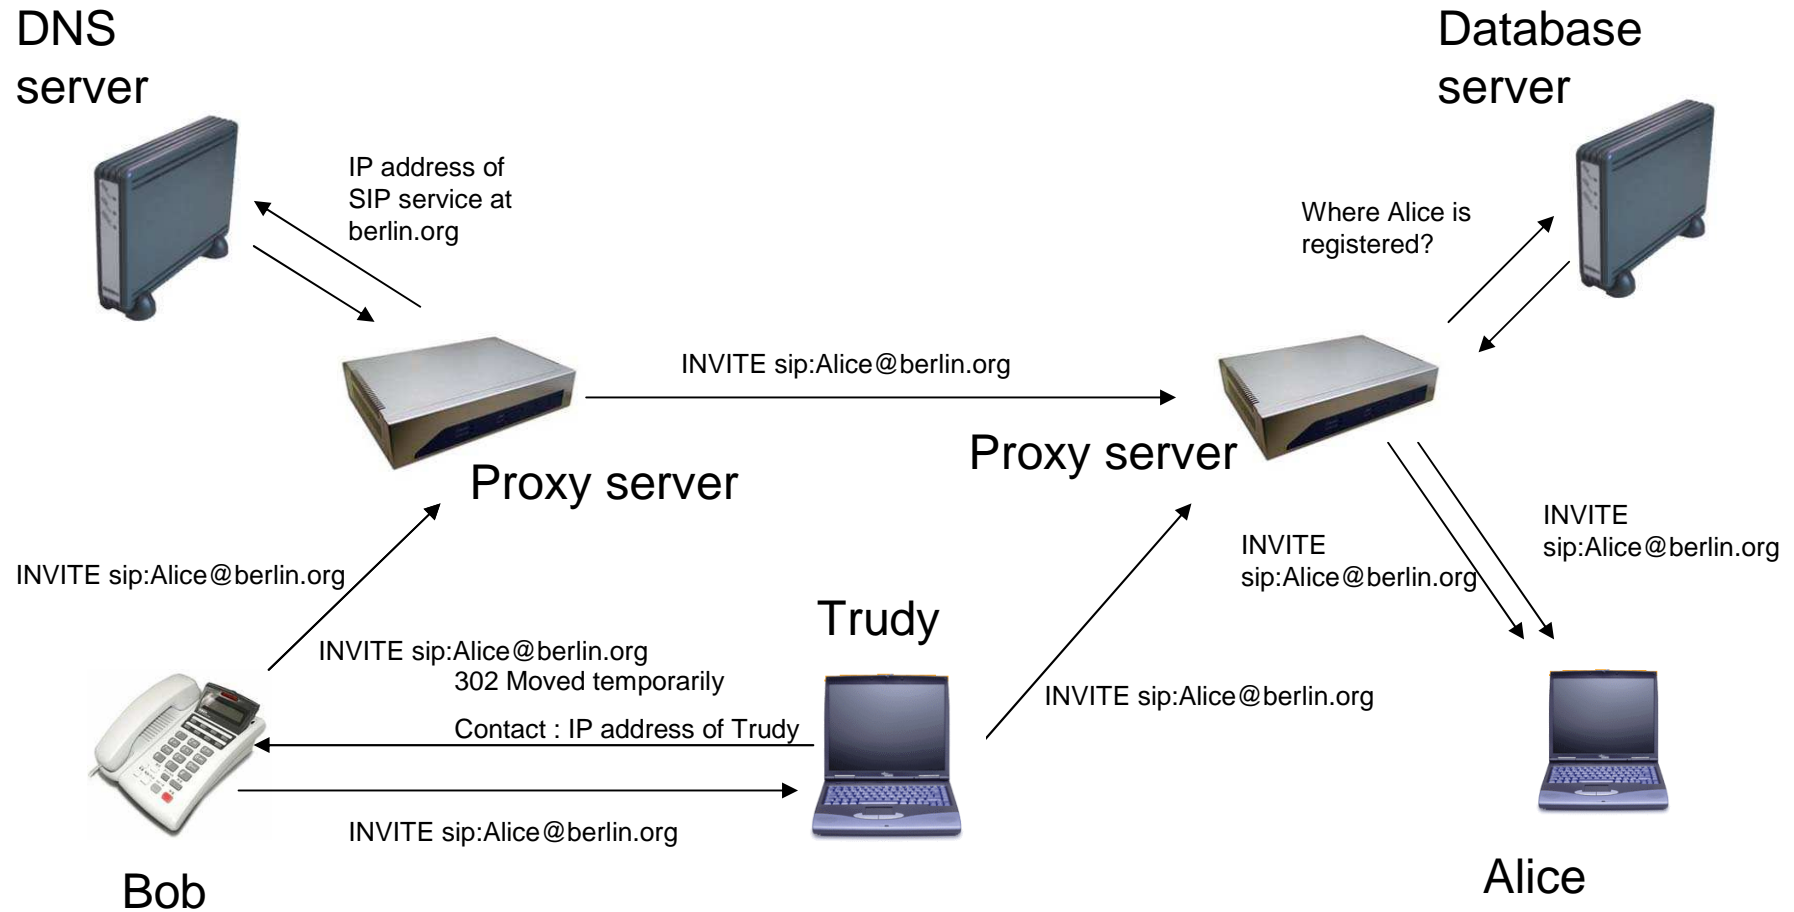 DNS
server
Database
server
IP address of
SIP service at
berlin.org
Where Alice is
registered?
INVITE sip:Alice@berlin.org
Proxy server
Proxy server
INVITE sip:Alice@berlin.org
INVITE
sip:Alice@berlin.org
INVITE
sip:Alice@berlin.org
Trudy
INVITE sip:Alice@berlin.org
302 Moved temporarily
Contact : IP address of Trudy
INVITE sip:Alice@berlin.org
INVITE sip:Alice@berlin.org
Bob
Alice